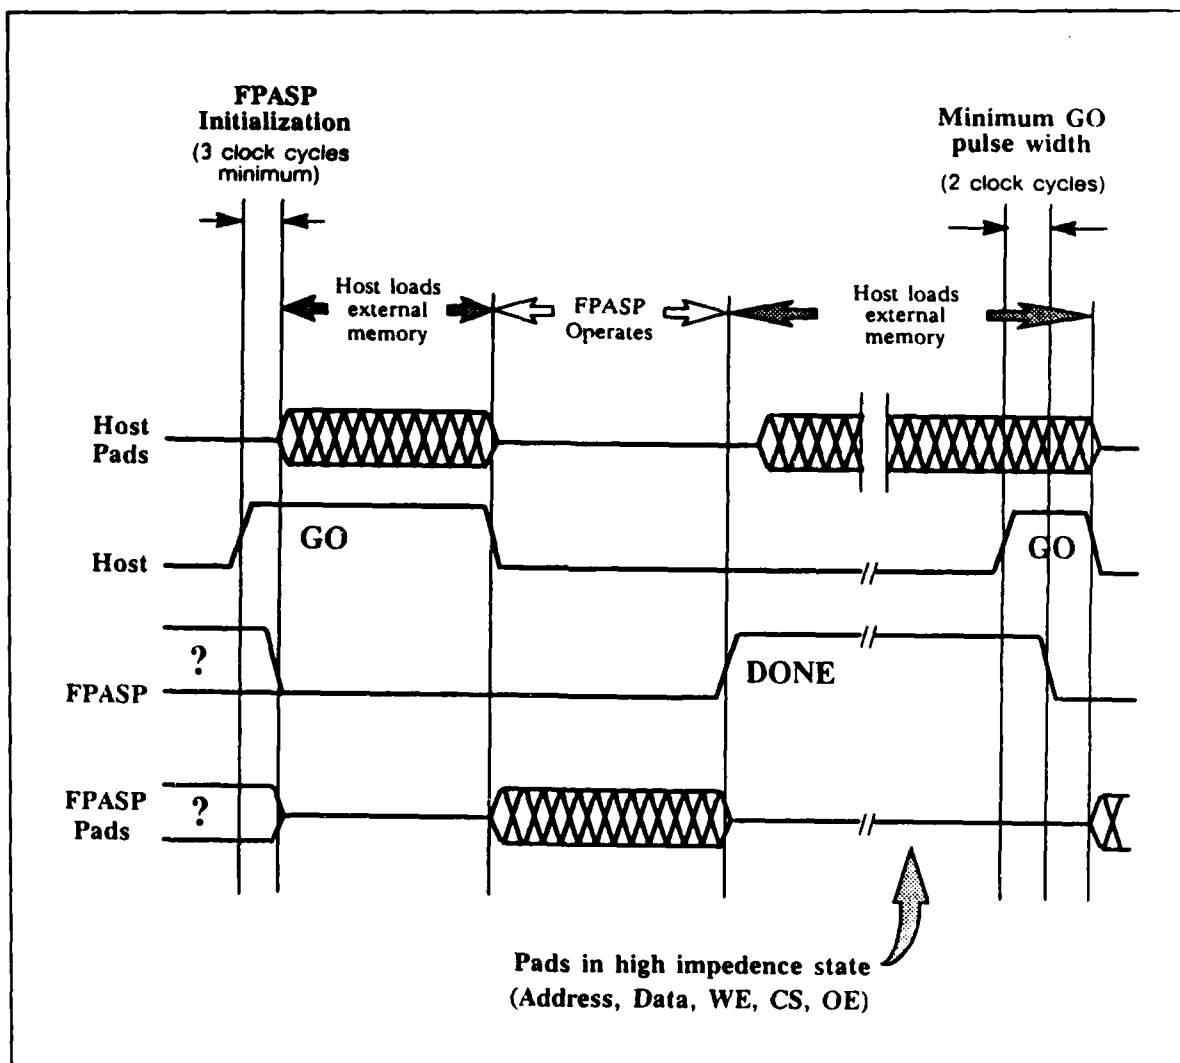 FPASP
Initialization
(3 clock cycles
minimum)
Minimum GO
pulse width
(2 clock cycles)
Host loads
external
memory
FPASP
Operates
Host loads
external
memory
Host
Pads
Host
GO
GO
?
FPASP
DONE
FPASP
Pads
?
Pads in high impedence state
(Address, Data, WE, CS, OE)